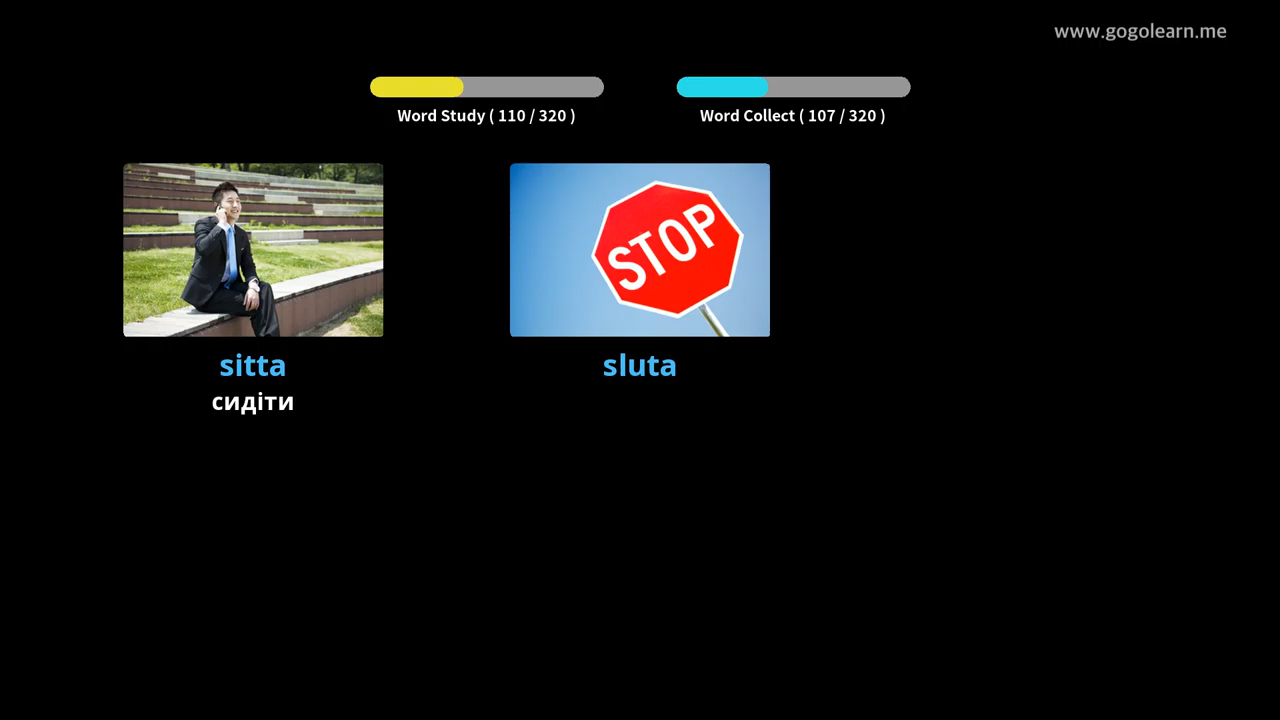 www.gogolearn.me
Word Study ( 110 / 320 )
Word Collect ( 107 / 320 )
STOP
sitta
sluta
сидіти